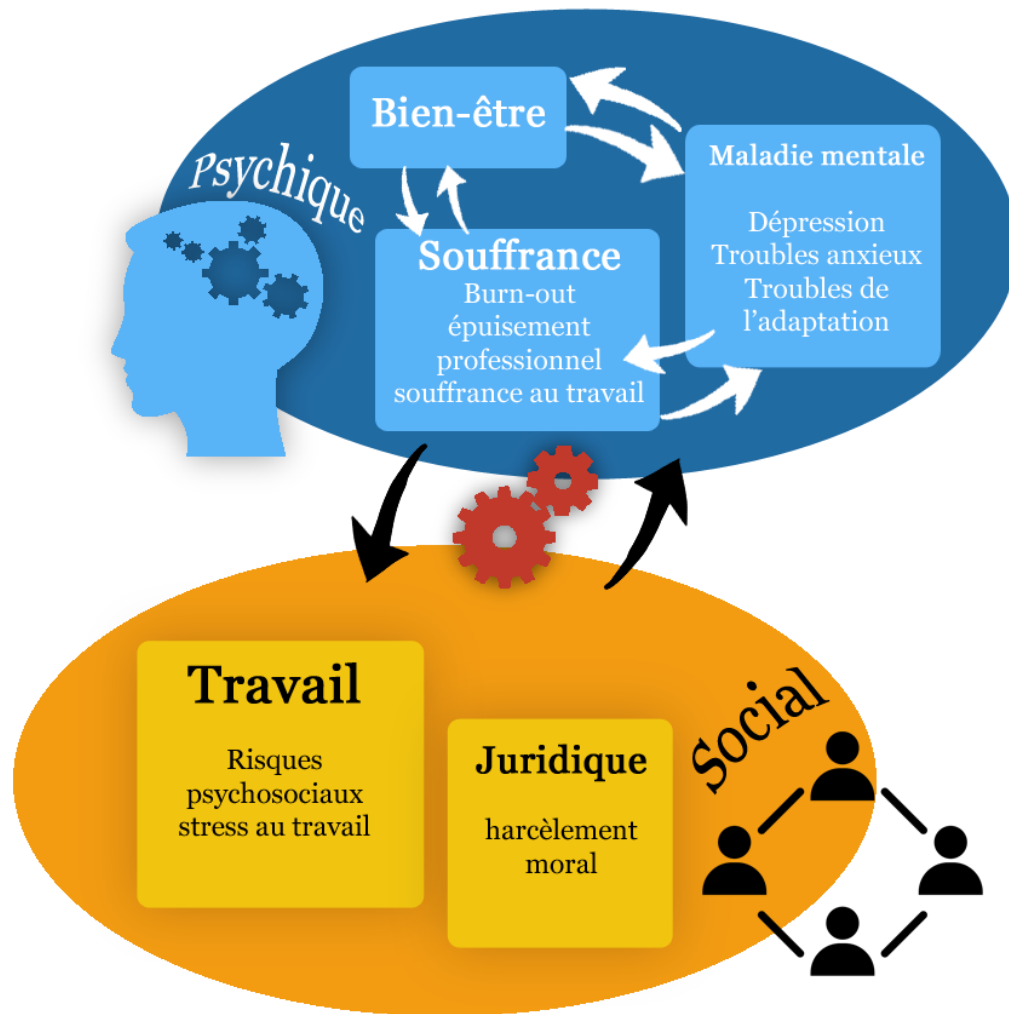 Psychique
Bien-être
Maladie mentale
Dépression
Troubles anxieux
Troubles de
l’adaptation
Souffrance
Burn-out
épuisement
professionnel
souffrance au travail
Travail
Risques
psychosociaux
stress au travail
Juridique
harcèlement
moral
Social